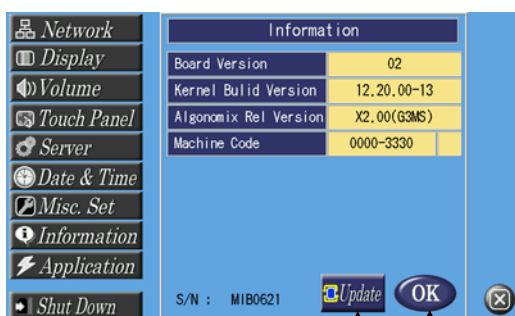 Network
Display
Volume
Touch Panel
Server
Date & Time
Misc. Set
Information
Application
Shut Down
Information
Board Version 02
Kernel Bulid Version 12.20.00-13
Algonomix Rel Version X2.00(G3MS)
Machine Code 0000-3330
S/N : MIB0621 Update OK